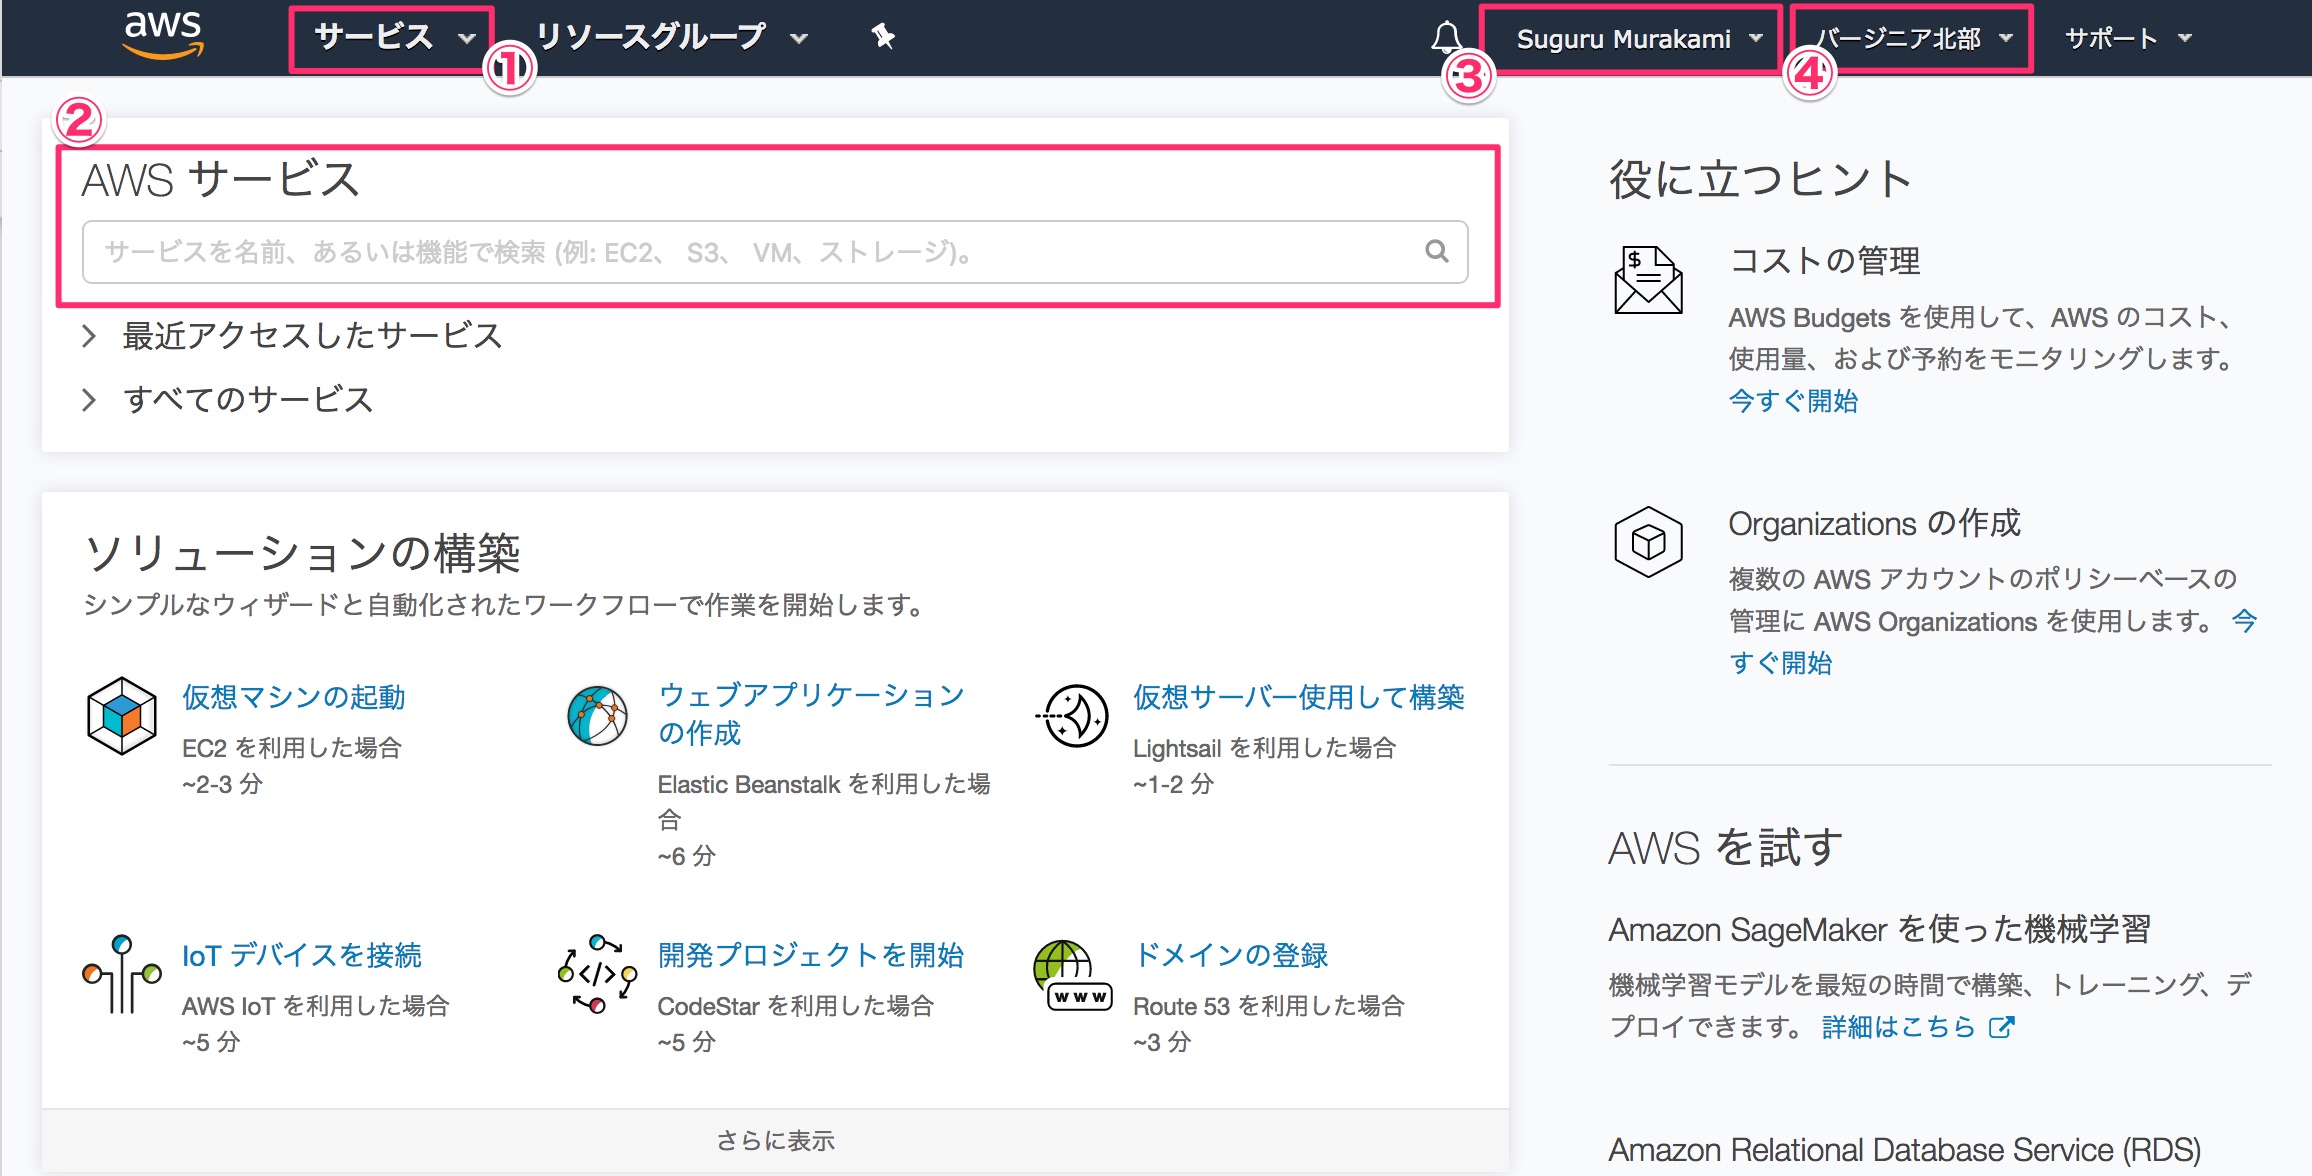 aws
サービス
①
リソースグループ
Suguru Murakami
③
バージニア北部
④
サポート
②
AWS サービス
サービスを名前、あるいは機能で検索 (例: EC2、 S3、 VM、ストレージ)。
最近アクセスしたサービス
すべてのサービス
ソリューションの構築
シンプルなウィザードと自動化されたワークフローで作業を開始します。
仮想マシンの起動
EC2 を利用した場合
~2-3 分
ウェブアプリケーション
の作成
Elastic Beanstalk を利用した場
合
~6 分
仮想サーバー使用して構築
Lightsail を利用した場合
~1-2 分
IoT デバイスを接続
AWS IoT を利用した場合
~5 分
開発プロジェクトを開始
CodeStar を利用した場合
~5 分
ドメインの登録
www
Route 53 を利用した場合
~3 分
さらに表示
役に立つヒント
$
コストの管理
AWS Budgets を使用して、AWS のコスト、
使用量、および予約をモニタリングします。
今すぐ開始
Organizations の作成
複数の AWS アカウントのポリシーベースの
管理に AWS Organizations を使用します。 今
すぐ開始
AWS を試す
Amazon SageMaker を使った機械学習
機械学習モデルを最短の時間で構築、トレーニング、デ
プロイできます。 詳細はこちら
Amazon Relational Database Service (RDS)